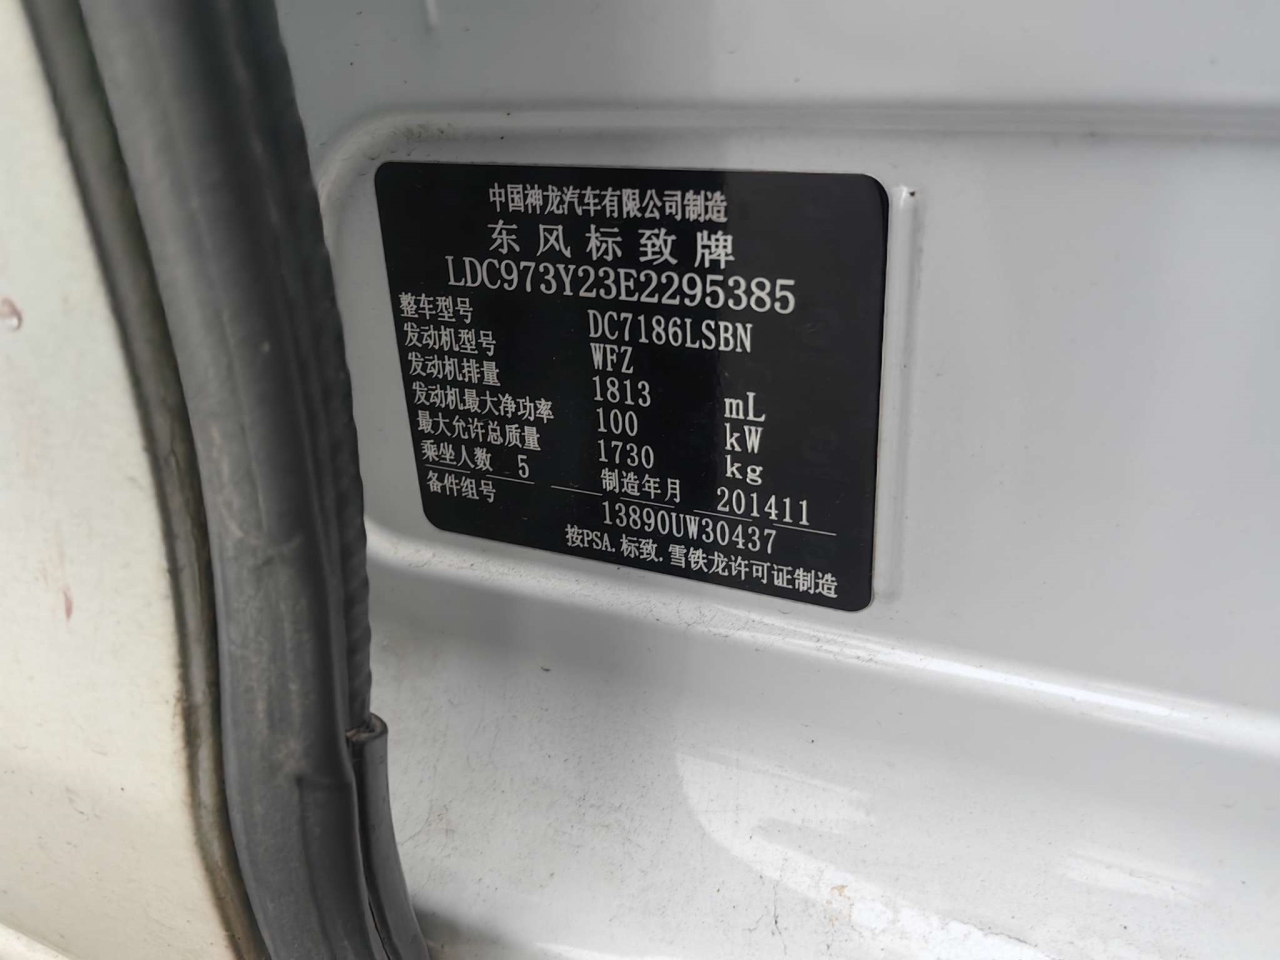 中国神龙汽车有限公司制造
东风标致牌
LDC973Y23E2295385
整车型号 DC7186LSBN
发动机型号 WFZ
发动机排量 1813 mL
发动机最大净功率 100 kW
最大允许总质量 1730 kg
乘坐人数 5 制造年月 201411
备件组号 13890UW30437
按PSA.标致.雪铁龙许可证制造